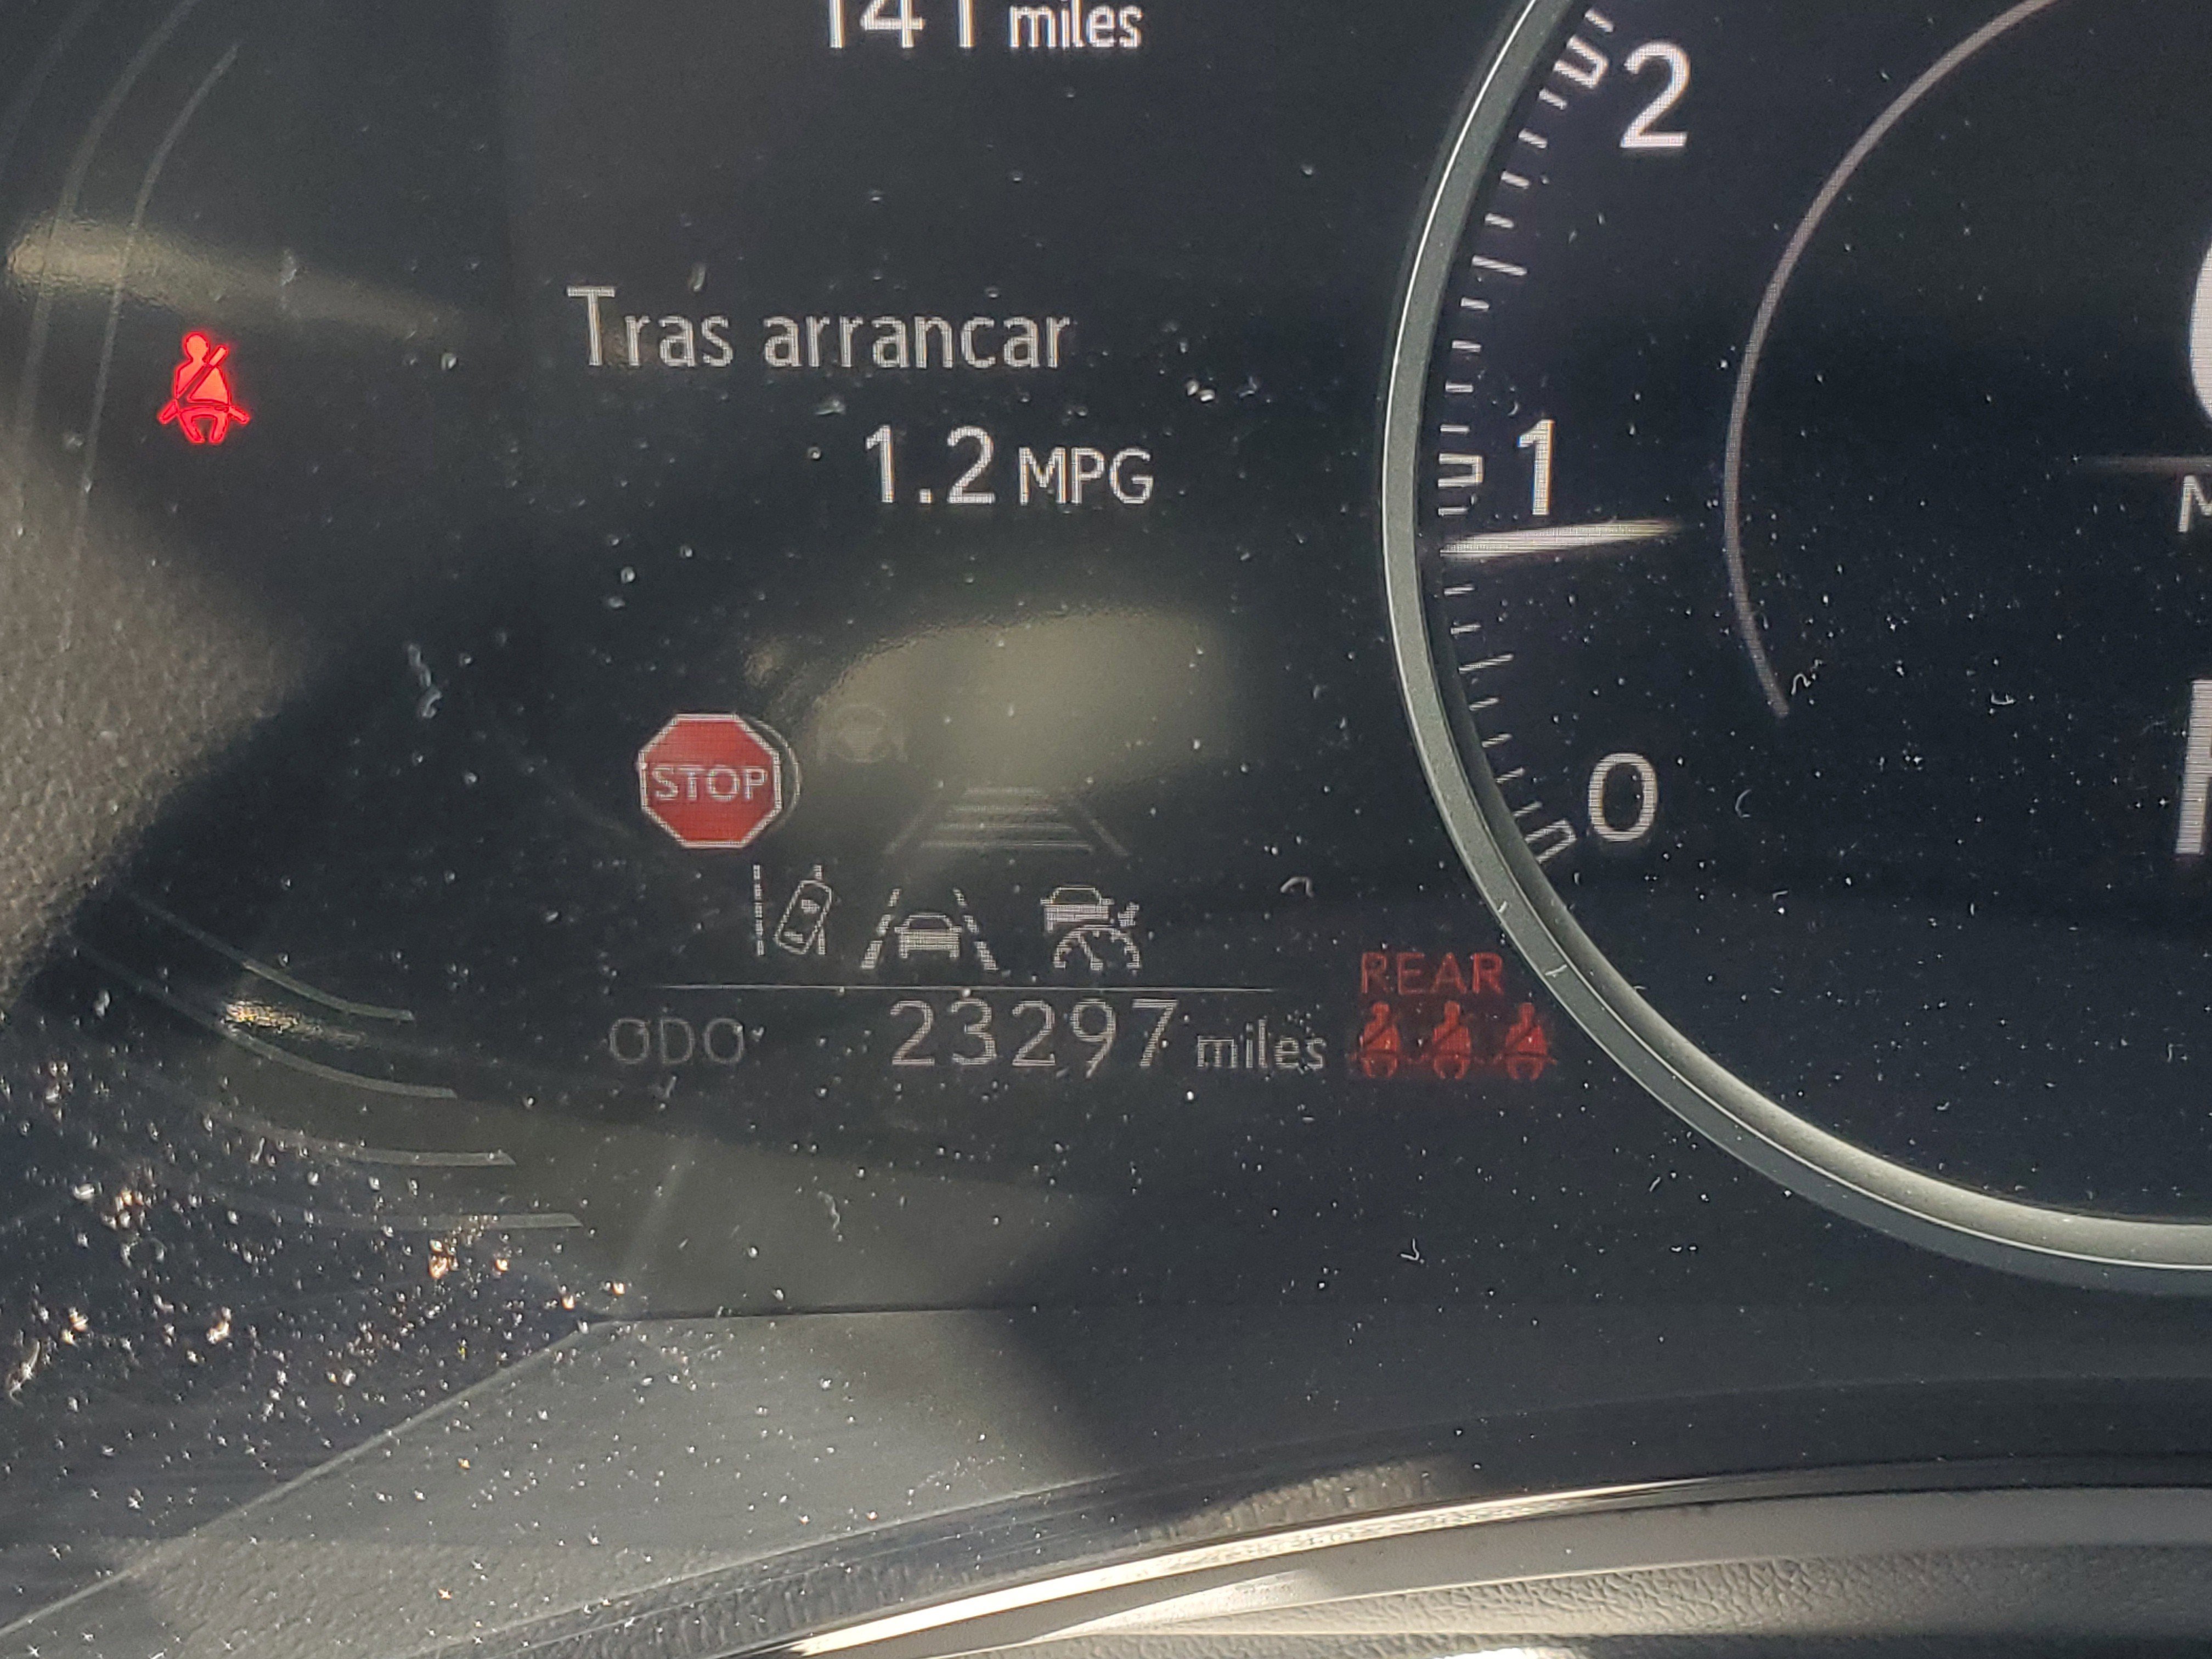 141 miles
Tras arrancar
1.2 MPG
2
1
0
STOP
REAR
ODO 23297 miles